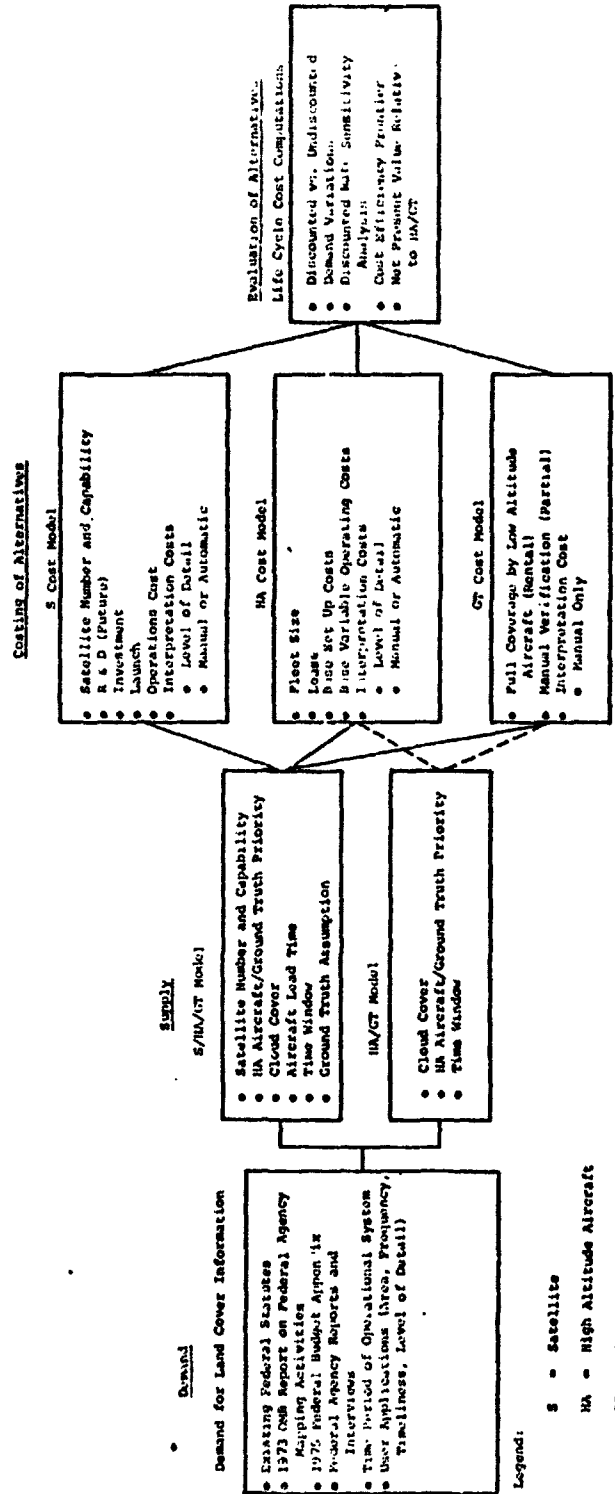 Demand
Demand for Land Cover Information
• Existing Federal Statutes
• 1973 OMB Report on Federal Agency
Mapping Activities
• 1975 Federal Budget Appendix
• Federal Agency Reports and
Interviews
• Time Period of Operational System
• User Applications (Area, Frequency,
Timeliness, Level of Detail)
Legend:
S = Satellite
HA = High Altitude Aircraft
Supply
S/HA/GT Model
• Satellite Number and Capability
• HA Aircraft/Ground Truth Priority
• Cloud Cover
• Aircraft Load Time
• Time Window
• Ground Truth Assumption
HA/GT Model
• Cloud Cover
• HA Aircraft/Ground Truth Priority
• Time Window
Costing of Alternatives
S Cost Model
• Satellite Number and Capability
• R & D (Future)
• Investment
• Launch
• Operations Cost
• Interpretation Costs
• Level of Detail
• Manual or Automatic
HA Cost Model
• Fleet Size
• Lease
• Base Set Up Costs
• Base Variable Operating Costs
• Interpretation Costs
• Level of Detail
• Manual or Automatic
GT Cost Model
• Full Coverage by Low Altitude
Aircraft (Rental)
• Manual Verification (Partial)
• Interpretation Cost
• Manual Only
Evaluation of Alternatives
Life Cycle Cost Computations
• Discounted vs. Undiscounted
• Demand Variations
• Discounted Rate Sensitivity
Analysis
• Cost Efficiency Frontier
• Net Present Value Relative
to HA/GT